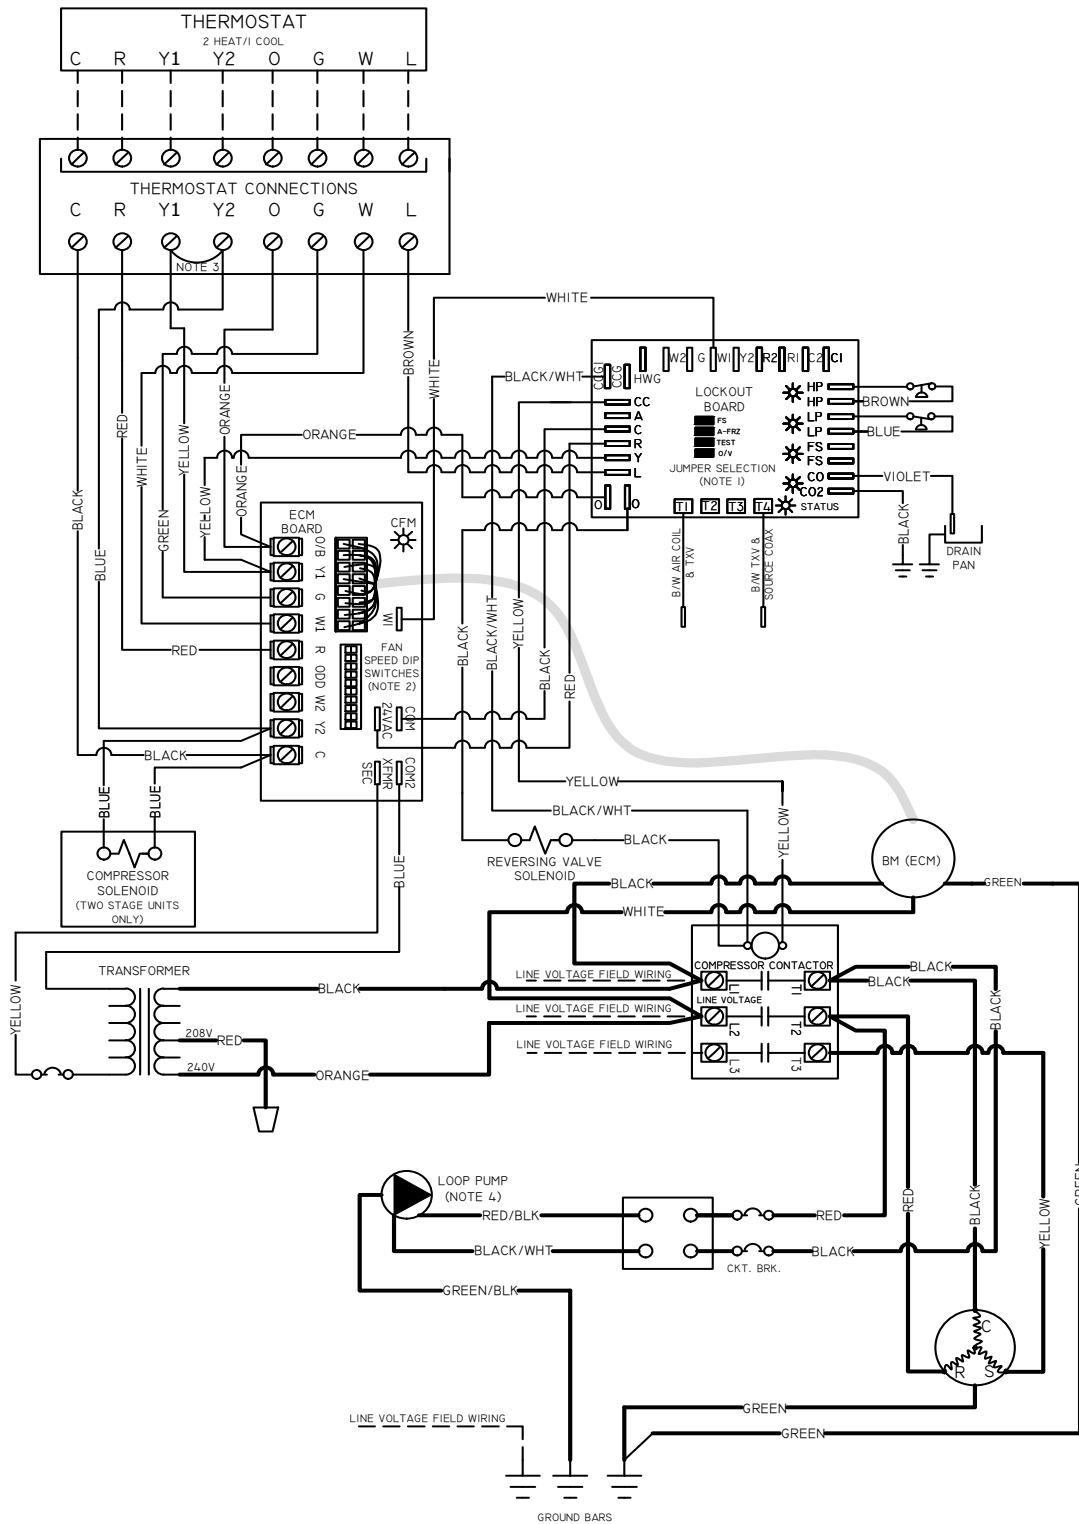 THERMOSTAT
2 HEAT/1 COOL
C R Y1 Y2 O G W L
THERMOSTAT CONNECTIONS
C R Y1 Y2 O G W L
NOTE 3
WHITE
BROWN
WHITE
BLACK/WHT
CCG1
CCG
HWG
W2 G W1 Y2 R2 R1 C2 C1
LOCKOUT
BOARD
FS
A-FRZ
TEST
O/V
JUMPER SELECTION
(NOTE 1)
CC
A
C
R
Y
L
O
O
HP
HP
LP
LP
FS
FS
CO
CO2
STATUS
T1 T2 T3 T4
BROWN
BLUE
VIOLET
BLACK
DRAIN
PAN
B/W AIR COIL
& TXV
B/W TXV &
SOURCE COAX
ORANGE
ORANGE
ORANGE
RED
WHITE
YELLOW
YELLOW
GREEN
BLACK
BLUE
ECM
BOARD
CFM
O/B
Y1
G
W1
R
ODD
W2
Y2
C
W1
FAN
SPEED DIP
SWITCHES
(NOTE 2)
24VAC
COM
SEC
XFMR
COM2
RED
BLACK
BLUE
BLUE
COMPRESSOR
SOLENOID
(TWO STAGE UNITS
ONLY)
BLACK
BLACK/WHT
YELLOW
BLACK
RED
YELLOW
BLACK/WHT
YELLOW
BLACK
REVERSING VALVE
SOLENOID
BLUE
BM (ECM)
BLACK
WHITE
GREEN
COMPRESSOR CONTACTOR
LINE VOLTAGE
L1
T1
L2
T2
L3
T3
LINE VOLTAGE FIELD WIRING
LINE VOLTAGE FIELD WIRING
LINE VOLTAGE FIELD WIRING
BLACK
BLACK
BLACK
TRANSFORMER
YELLOW
BLACK
208V
RED
240V
ORANGE
LOOP PUMP
(NOTE 4)
RED/BLK
BLACK/WHT
GREEN/BLK
RED
BLACK
CKT. BRK.
RED
BLACK
YELLOW
GREEN
C
R
S
GREEN
GREEN
LINE VOLTAGE FIELD WIRING
GROUND BARS